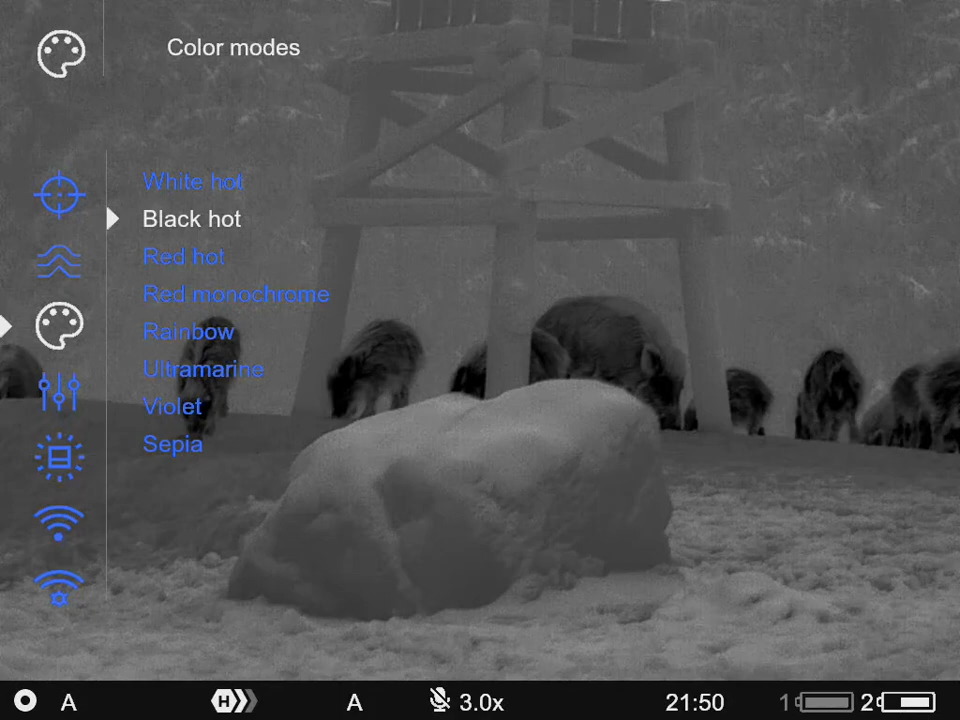 Color modes
White hot
Black hot
Red hot
Red monochrome
Rainbow
Ultramarine
Violet
Sepia
A H A 3.0x 21:50 1 2